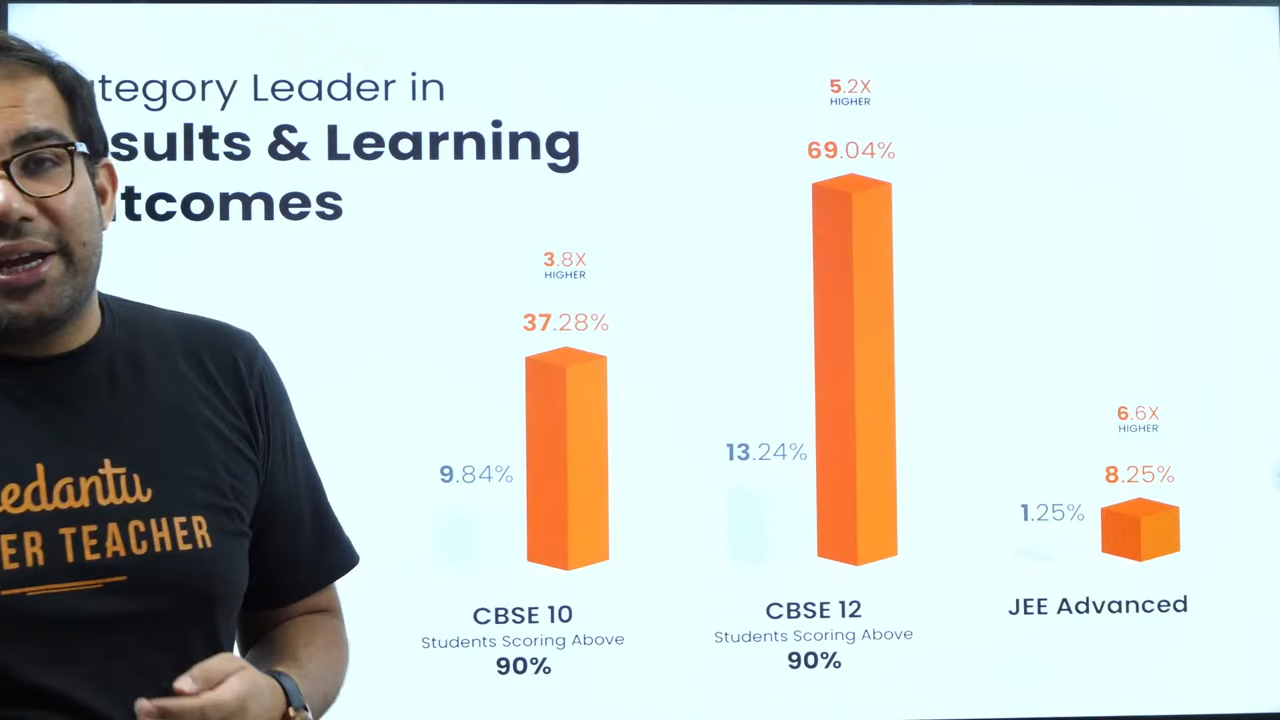 tegory Leader in
sults & Learning
tcomes
3.8X
HIGHER
37.28%
9.84%
CBSE 10
Students Scoring Above
90%
5.2X
HIGHER
69.04%
13.24%
CBSE 12
Students Scoring Above
90%
6.6X
HIGHER
8.25%
1.25%
JEE Advanced
edantu
ER TEACHER